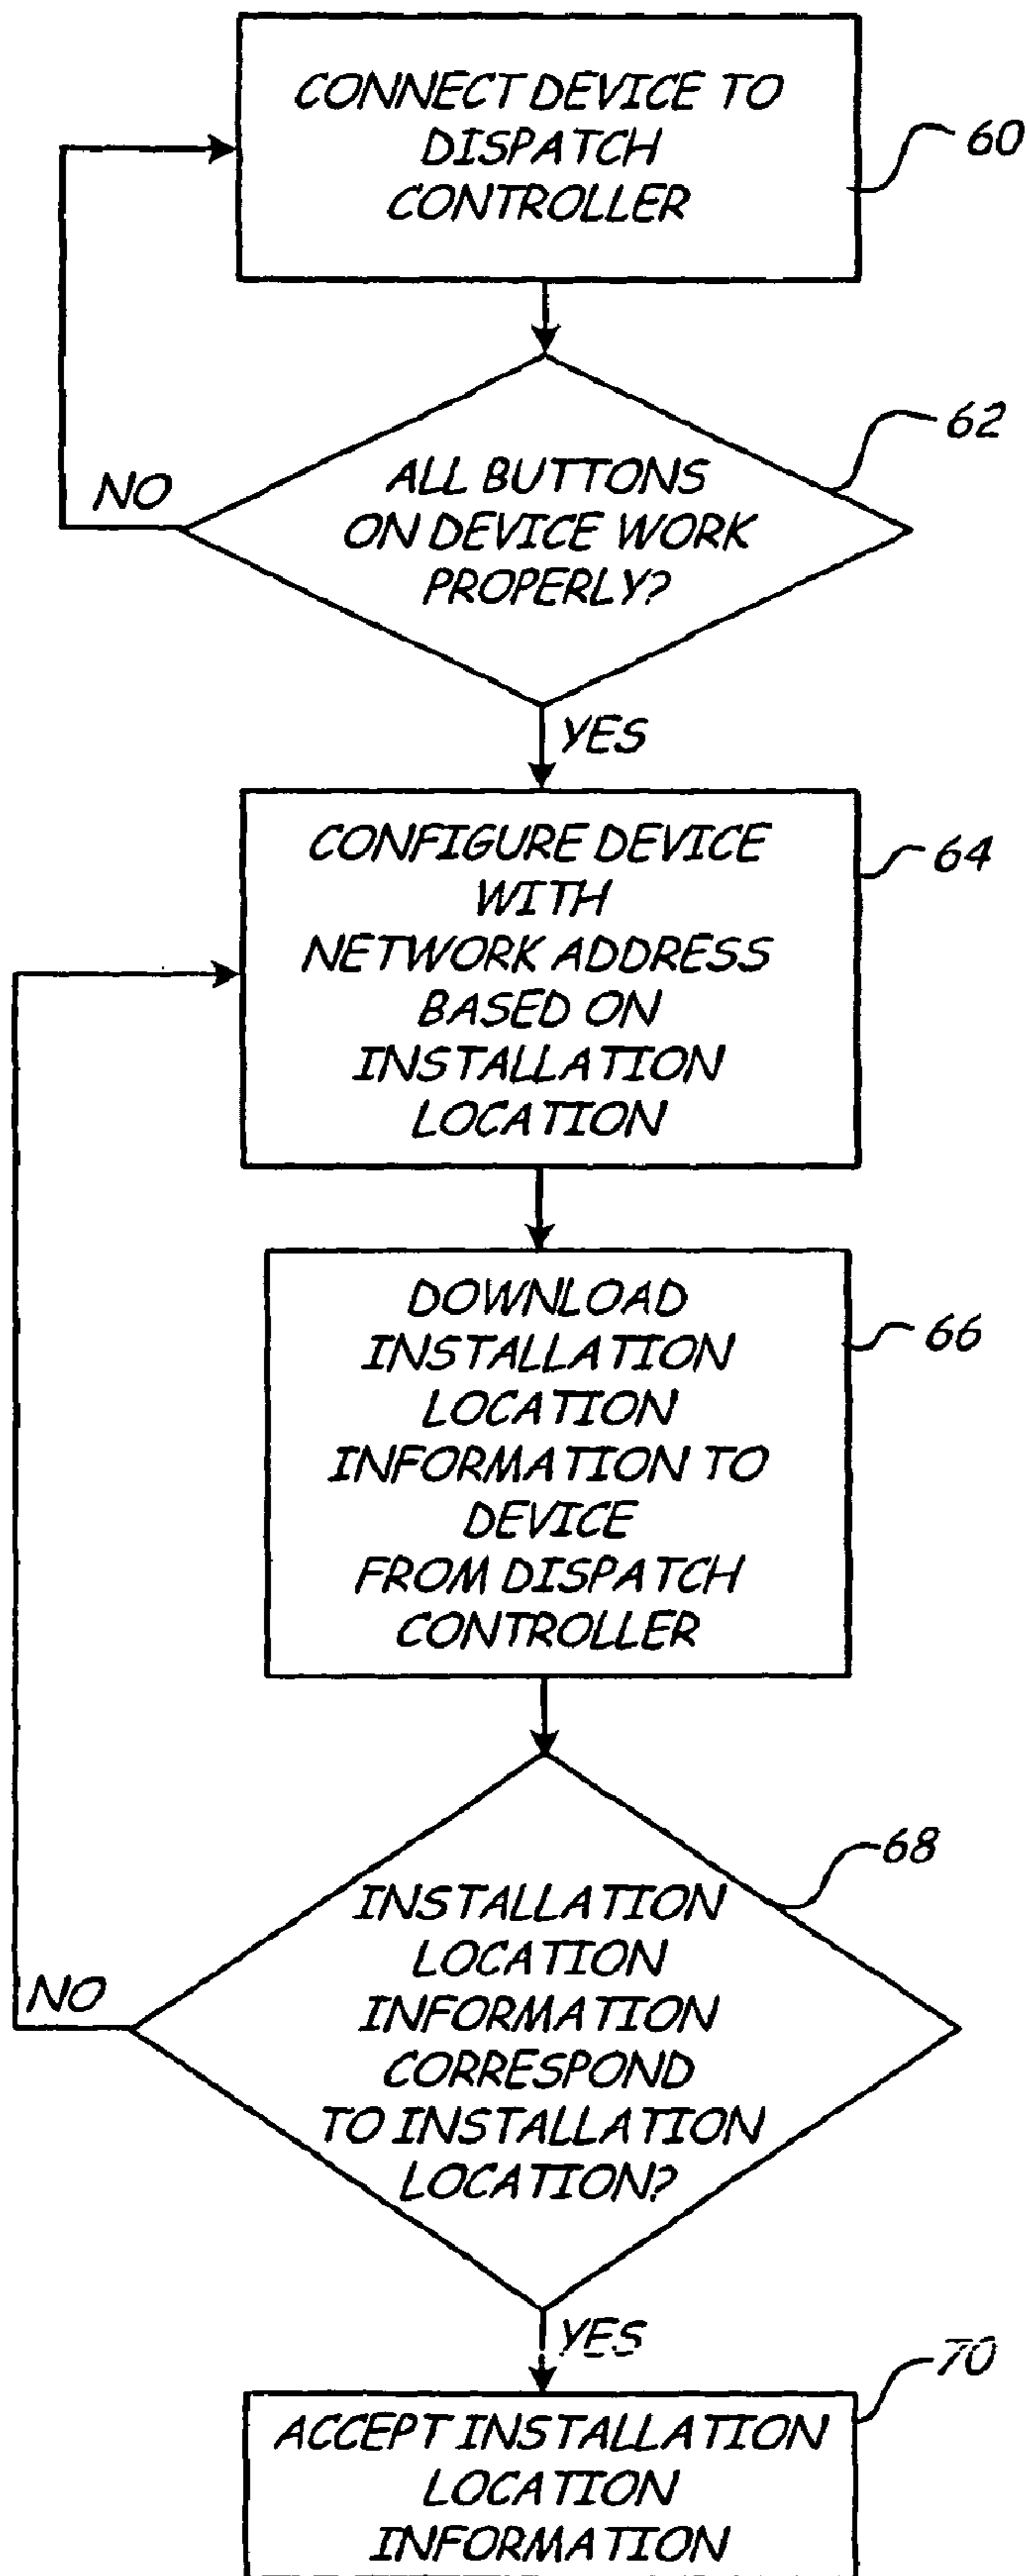 CONNECT DEVICE TO
DISPATCH
CONTROLLER
60
62
ALL BUTTONS
ON DEVICE WORK
PROPERLY?
NO
YES
CONFIGURE DEVICE
WITH
NETWORK ADDRESS
BASED ON
INSTALLATION
LOCATION
64
DOWNLOAD
INSTALLATION
LOCATION
INFORMATION TO
DEVICE
FROM DISPATCH
CONTROLLER
66
68
INSTALLATION
LOCATION
INFORMATION
CORRESPOND
TO INSTALLATION
LOCATION?
NO
YES
70
ACCEPT INSTALLATION
LOCATION
INFORMATION